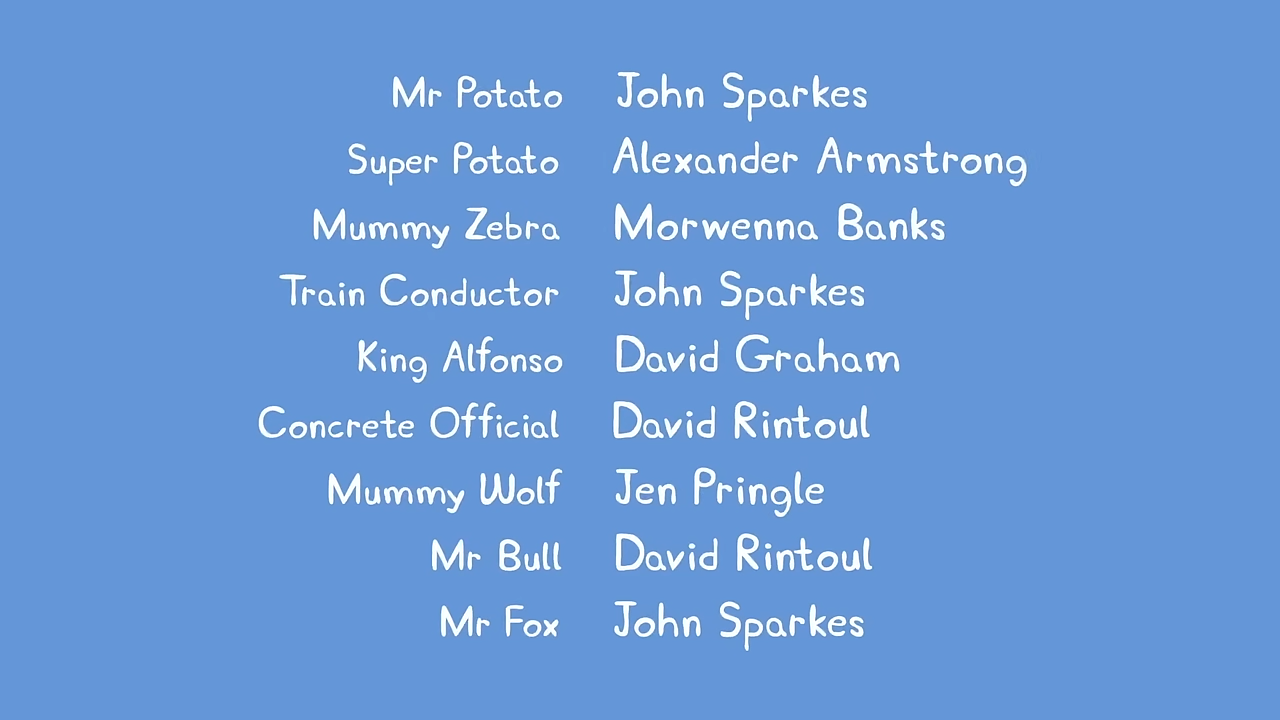 Mr Potato John Sparkes
Super Potato Alexander Armstrong
Mummy Zebra Morwenna Banks
Train Conductor John Sparkes
King Alfonso David Graham
Concrete Official David Rintoul
Mummy Wolf Jen Pringle
Mr Bull David Rintoul
Mr Fox John Sparkes